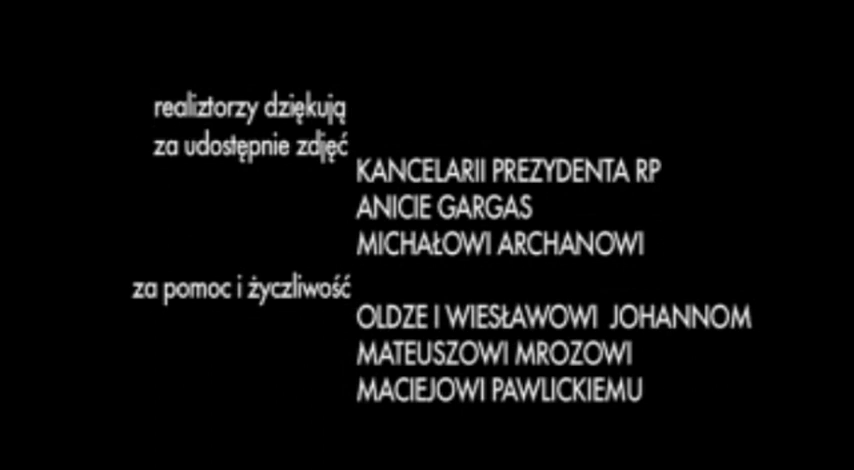 realiztorzy dziękują
za udostępnie zdjęć
KANCELARII PREZYDENTA RP
ANICIE GARGAS
MICHAŁOWI ARCHANOWI
za pomoc i życzliwość
OLDZE I WIESŁAWOWI JOHANNOM
MATEUSZOWI MROZOWI
MACIEJOWI PAWLICKIEMU